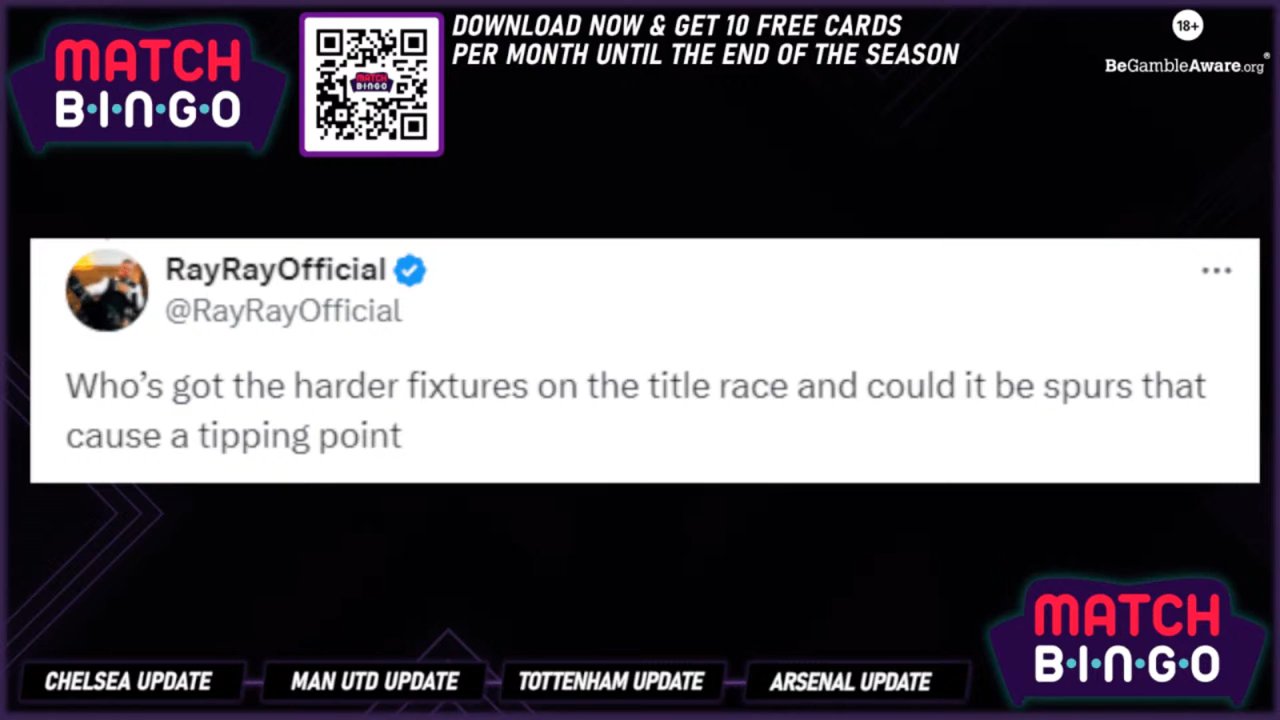 MATCH
B·I·N·G·O
MATCH
BINGO
DOWNLOAD NOW & GET 10 FREE CARDS
PER MONTH UNTIL THE END OF THE SEASON
18+
BeGambleAware.org®
RayRayOfficial
@RayRayOfficial
Who’s got the harder fixtures on the title race and could it be spurs that
cause a tipping point
MATCH
B·I·N·G·O
CHELSEA UPDATE
MAN UTD UPDATE
TOTTENHAM UPDATE
ARSENAL UPDATE